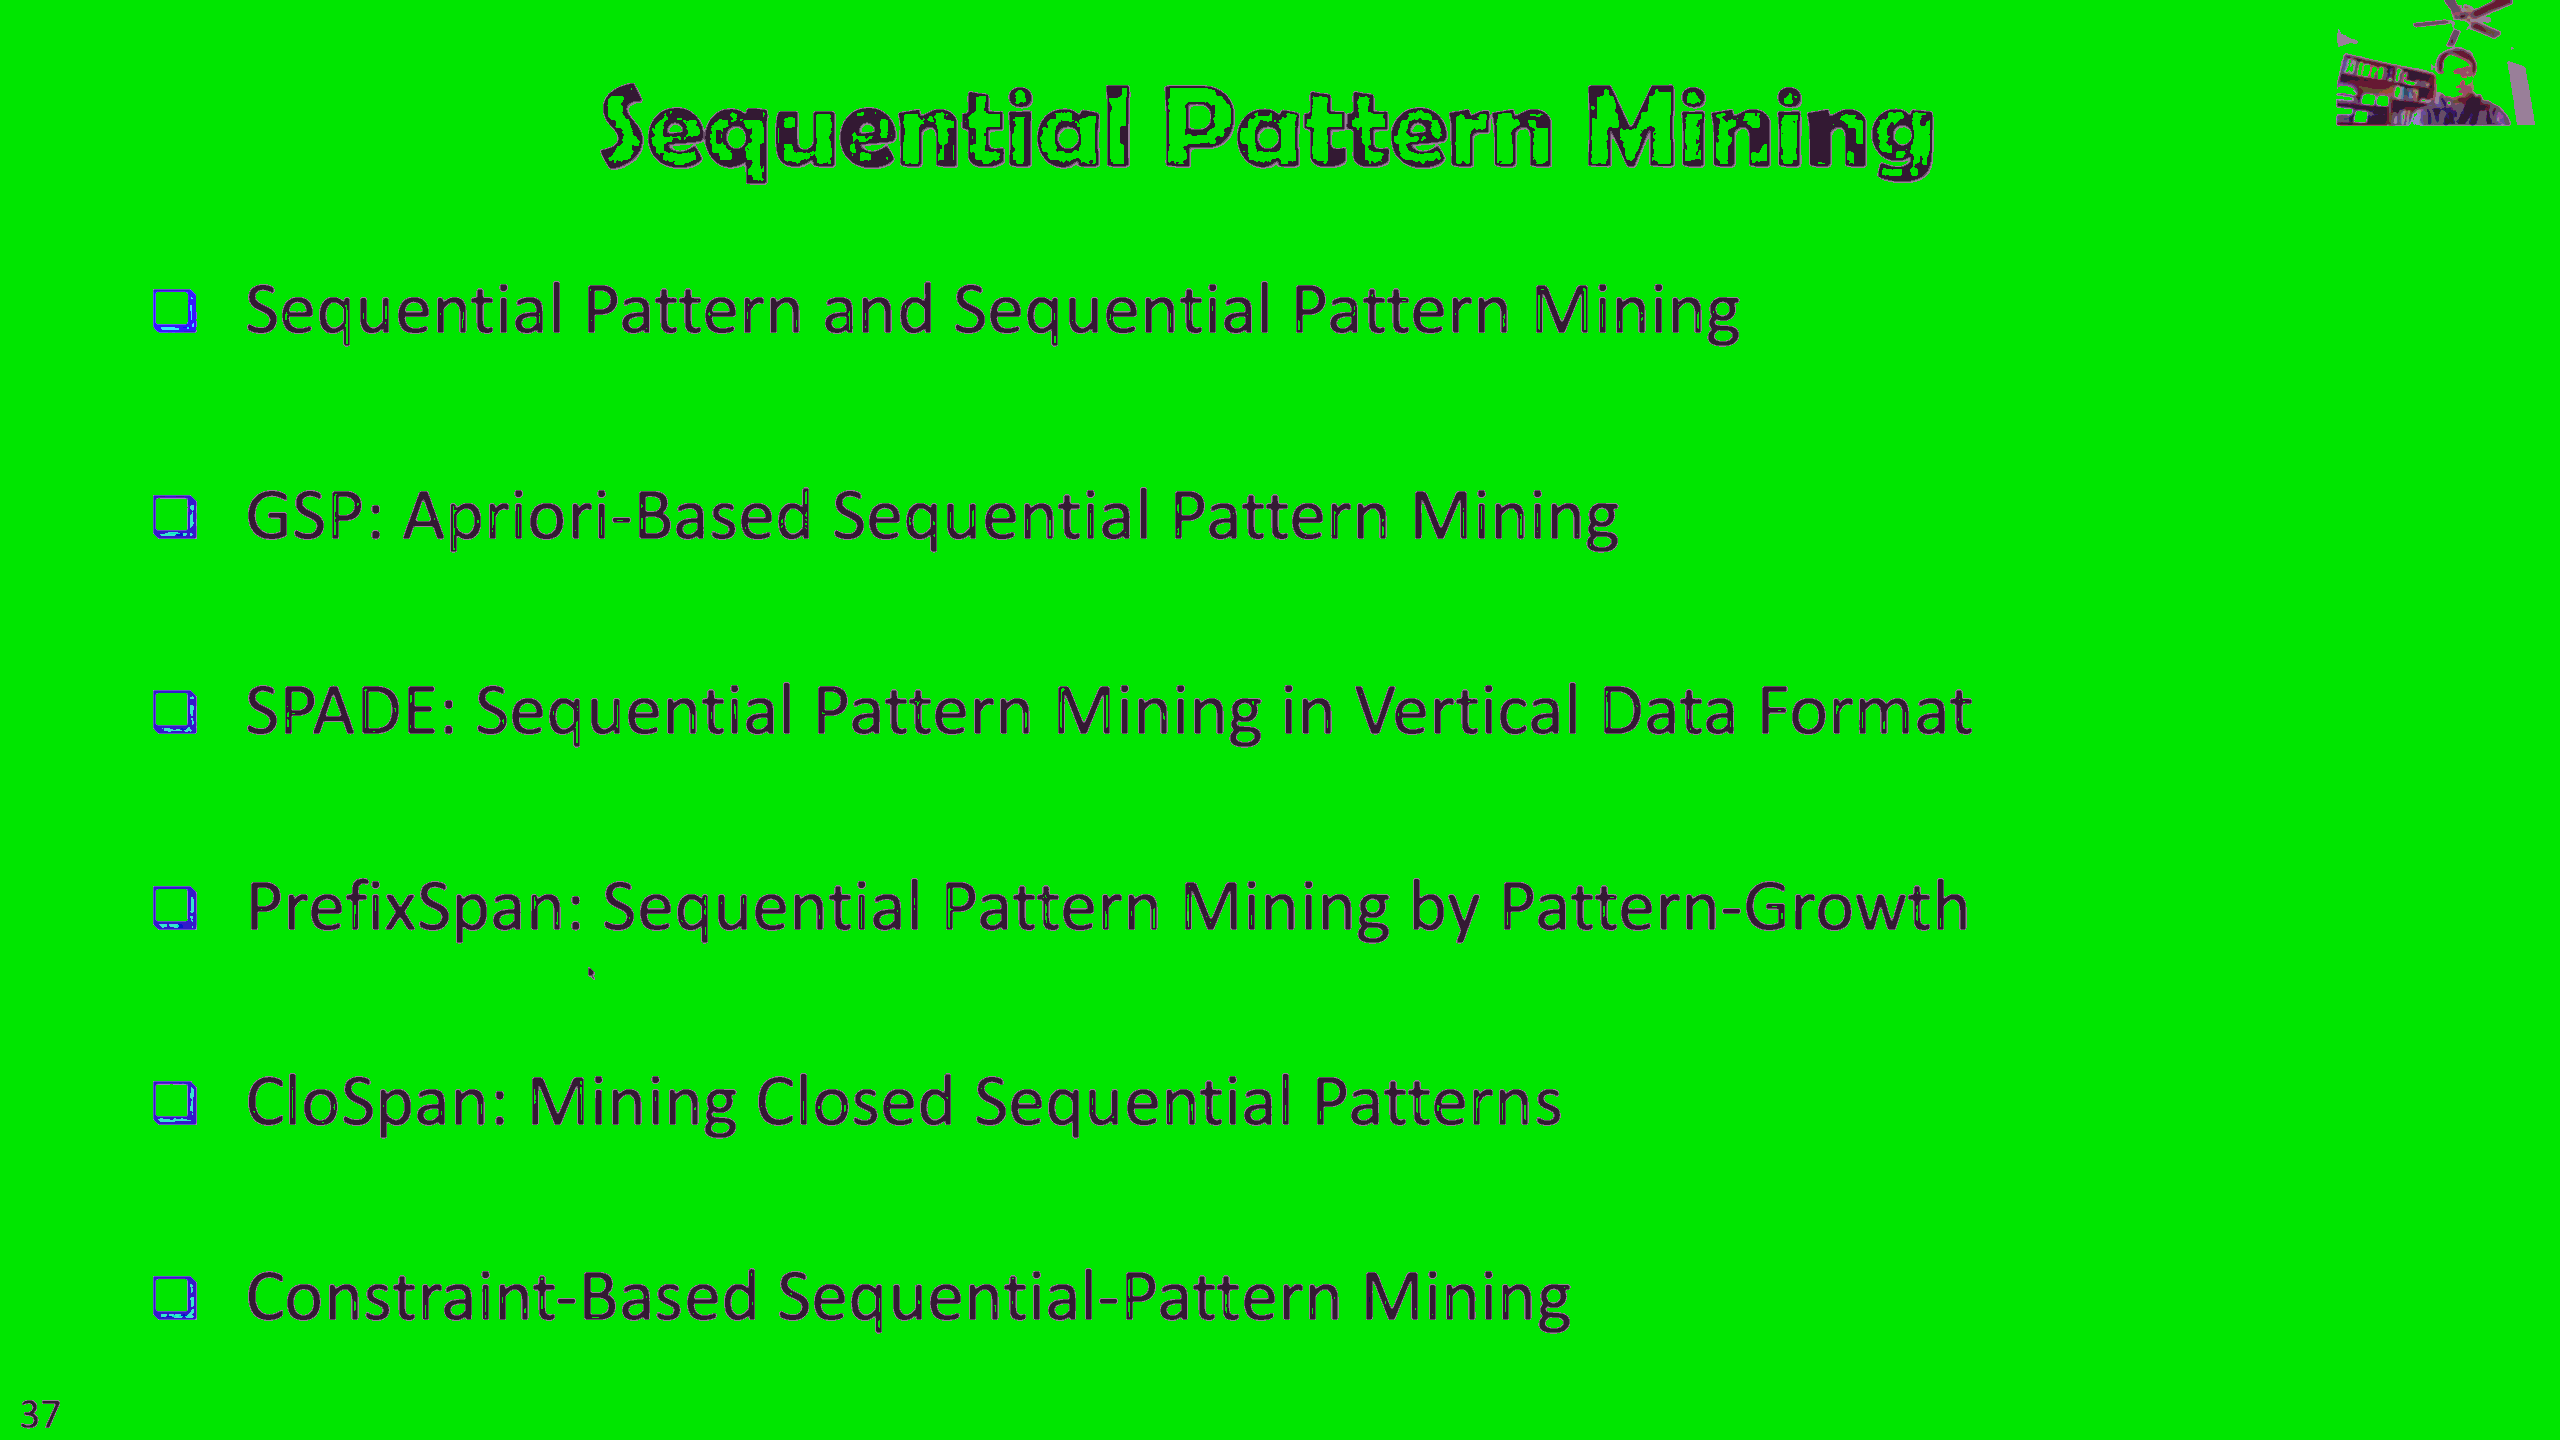 Sequential Pattern Mining
Sequential Pattern and Sequential Pattern Mining
GSP: Apriori-Based Sequential Pattern Mining
SPADE: Sequential Pattern Mining in Vertical Data Format
PrefixSpan: Sequential Pattern Mining by Pattern-Growth
CloSpan: Mining Closed Sequential Patterns
Constraint-Based Sequential-Pattern Mining
37